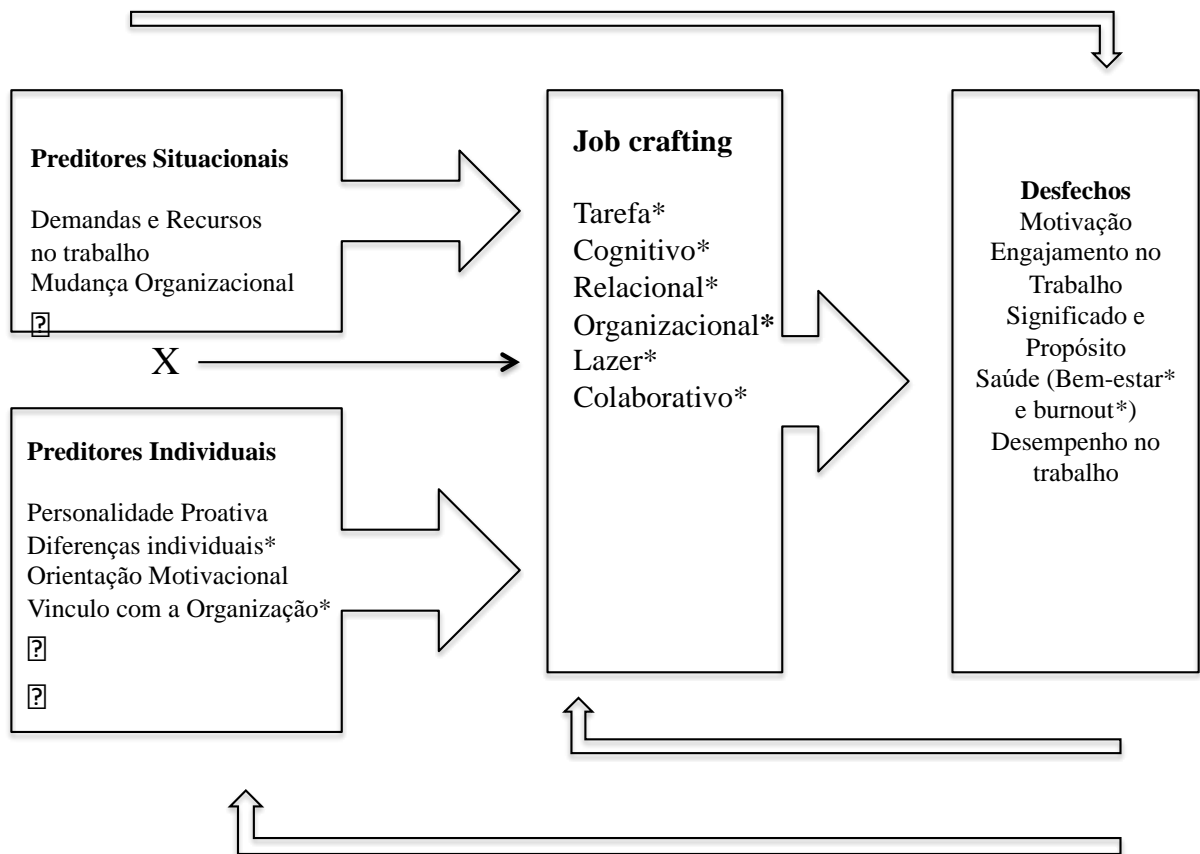 Preditores Situacionais
Demandas e Recursos
no trabalho
Mudança Organizacional
X
Preditores Individuais
Personalidade Proativa
Diferenças individuais*
Orientação Motivacional
Vinculo com a Organização*
Job crafting
Tarefa*
Cognitivo*
Relacional*
Organizacional*
Lazer*
Colaborativo*
Desfechos
Motivação
Engajamento no
Trabalho
Significado e
Propósito
Saúde (Bem-estar*
e burnout*)
Desempenho no
trabalho